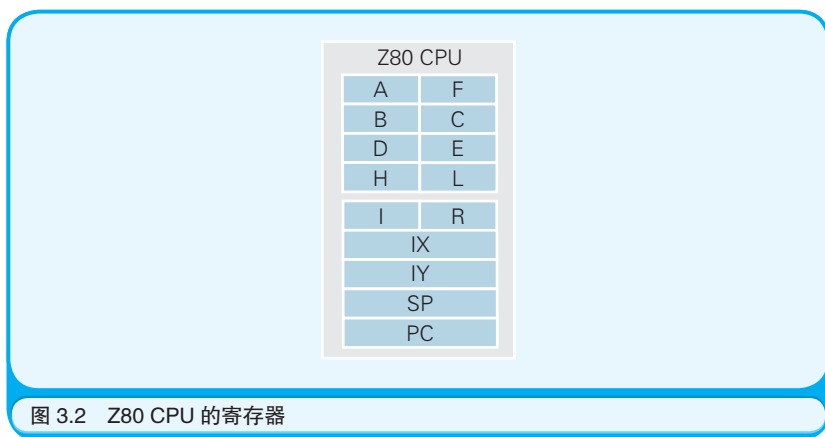 Z80 CPU
A F
B C
D E
H L
I R
IX
IY
SP
PC
图 3.2 Z80 CPU 的寄存器